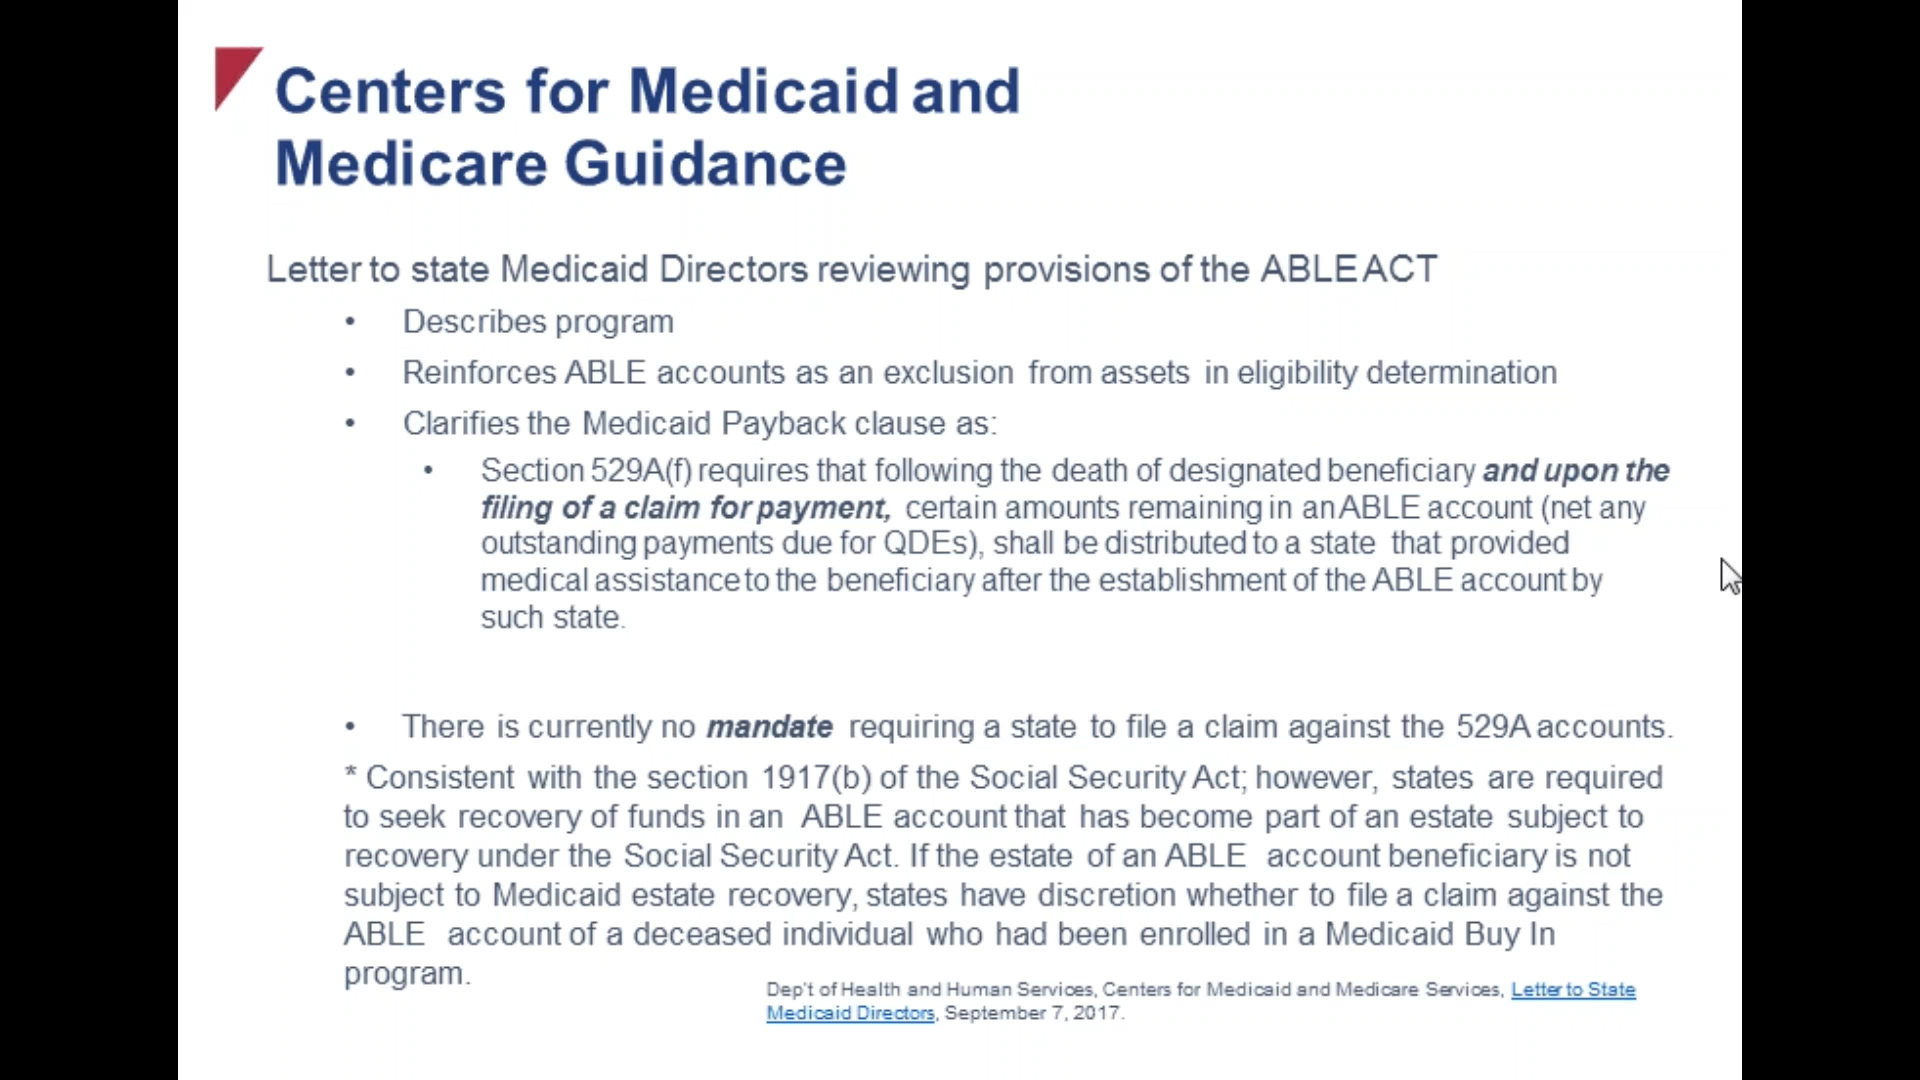 Centers for Medicaid and
Medicare Guidance
Letter to state Medicaid Directors reviewing provisions of the ABLE ACT
• Describes program
• Reinforces ABLE accounts as an exclusion from assets in eligibility determination
• Clarifies the Medicaid Payback clause as:
• Section 529A(f) requires that following the death of designated beneficiary and upon the
filing of a claim for payment, certain amounts remaining in an ABLE account (net any
outstanding payments due for QDEs), shall be distributed to a state that provided
medical assistance to the beneficiary after the establishment of the ABLE account by
such state.
• There is currently no mandate requiring a state to file a claim against the 529A accounts.
* Consistent with the section 1917(b) of the Social Security Act; however, states are required
to seek recovery of funds in an ABLE account that has become part of an estate subject to
recovery under the Social Security Act. If the estate of an ABLE account beneficiary is not
subject to Medicaid estate recovery, states have discretion whether to file a claim against the
ABLE account of a deceased individual who had been enrolled in a Medicaid Buy In
program.
Dep't of Health and Human Services, Centers for Medicaid and Medicare Services, Letter to State
Medicaid Directors, September 7, 2017.